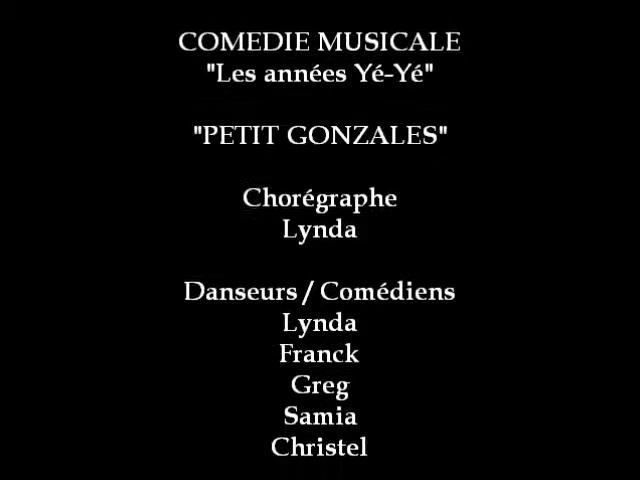 COMEDIE MUSICALE
"Les années Yé-Yé"
"PETIT GONZALES"
Chorégraphe
Lynda
Danseurs / Comédiens
Lynda
Franck
Greg
Samia
Christel